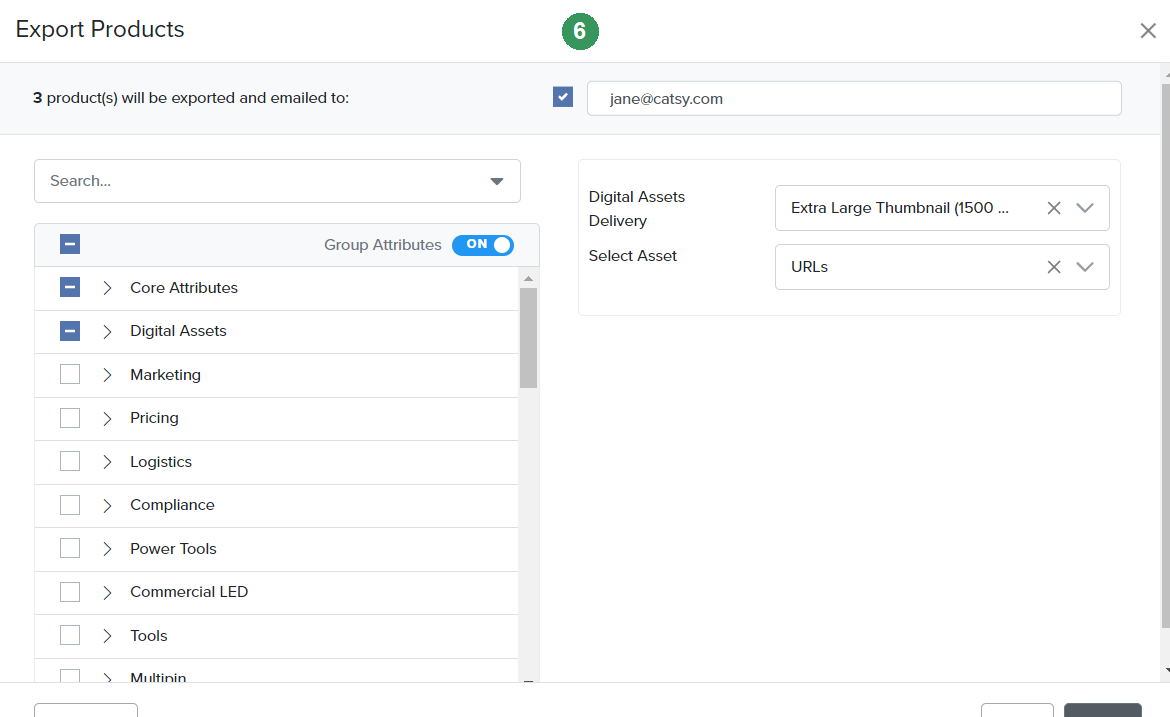 Export Products
6
3 product(s) will be exported and emailed to:
jane@catsy.com
Search...
Group Attributes ON
Core Attributes
Digital Assets
Marketing
Pricing
Logistics
Compliance
Power Tools
Commercial LED
Tools
Multipin
Digital Assets
Delivery
Extra Large Thumbnail (1500 ...
Select Asset
URLs